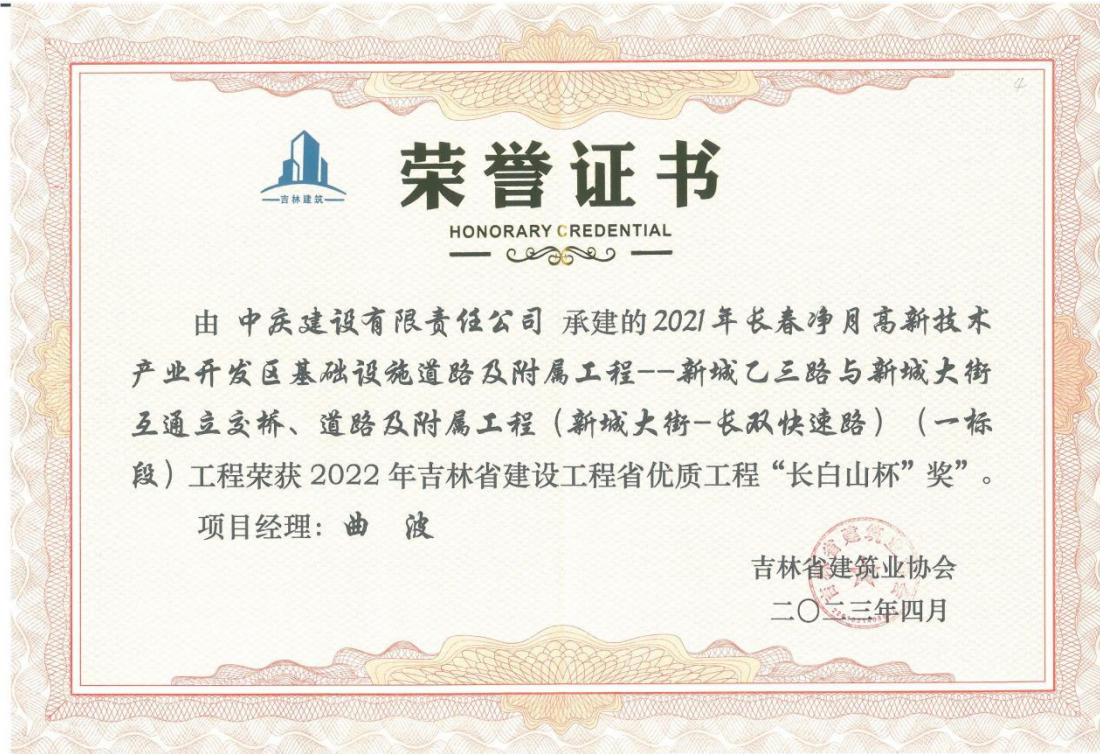 4
吉林建筑
荣誉证书
HONORARY CREDENTIAL
由 中庆建设有限责任公司 承建的2021年长春净月高新技术
产业开发区基础设施道路及附属工程--新城乙三路与新城大街
互通立交桥、道路及附属工程（新城大街-长双快速路）（一标
段）工程荣获 2022 年吉林省建设工程省优质工程“长白山杯”奖”。
项目经理：曲 波
吉林省建筑业协会
二〇二三年四月